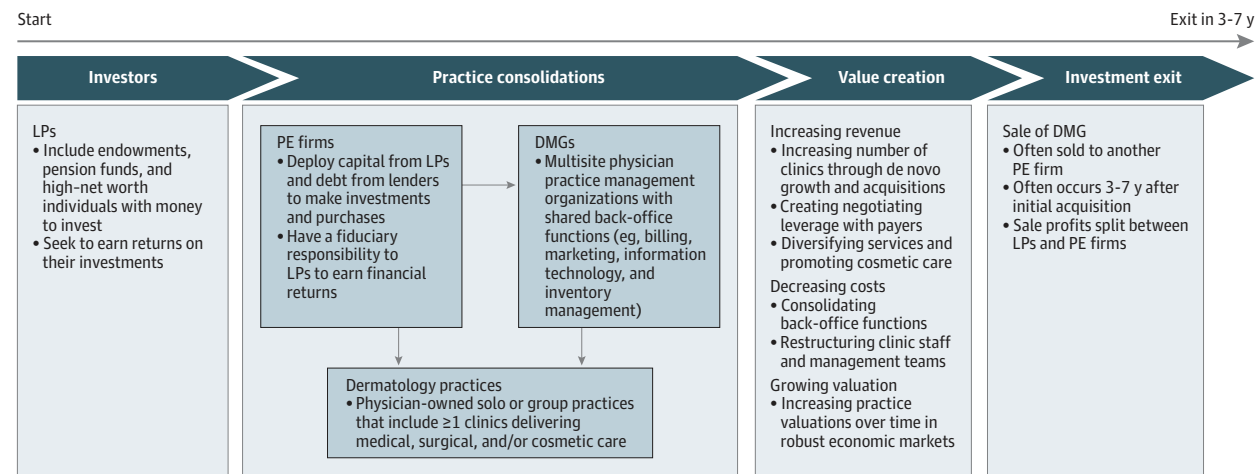 Start
Exit in 3-7 y
Investors
Practice consolidations
Value creation
Investment exit
LPs
• Include endowments,
pension funds, and
high-net worth
individuals with money
to invest
• Seek to earn returns on
their investments
PE firms
• Deploy capital from LPs
and debt from lenders
to make investments
and purchases
• Have a fiduciary
responsibility to
LPs to earn financial
returns
DMGs
• Multisite physician
practice management
organizations with
shared back-office
functions (eg, billing,
marketing, information
technology, and
inventory
management)
Dermatology practices
• Physician-owned solo or group practices
that include ≥1 clinics delivering
medical, surgical, and/or cosmetic care
Increasing revenue
• Increasing number of
clinics through de novo
growth and acquisitions
• Creating negotiating
leverage with payers
• Diversifying services and
promoting cosmetic care
Decreasing costs
• Consolidating
back-office functions
• Restructuring clinic staff
and management teams
Growing valuation
• Increasing practice
valuations over time in
robust economic markets
Sale of DMG
• Often sold to another
PE firm
• Often occurs 3-7 y after
initial acquisition
• Sale profits split between
LPs and PE firms